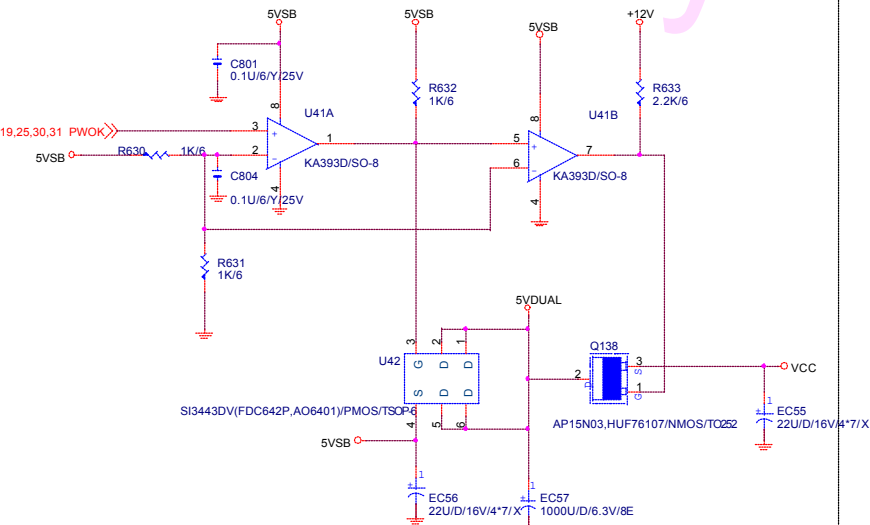 5VSB
5VSB
5VSB
+12V
C801
0.1U/6/Y/25V
R632
1K/6
R633
2.2K/6
8
U41A
8
U41B
19,25,30,31 PWOK
3
+
1
5
+
7
5VSB
R630
1K/6
2
-
KA393D/SO-8
6
-
KA393D/SO-8
C804
0.1U/6/Y/25V
4
4
R631
1K/6
5VDUAL
U42
3
2
1
G
D
D
S
D
D
4
5
6
Q138
2
D
3
S
1
G
VCC
SI3443DV(FDC642P,AO6401)/PMOS/TSOP-6
AP15N03,HUF76107/NMOS/TO252
1
+
EC55
22U/D/16V/4*7/X
5VSB
1
+
EC56
22U/D/16V/4*7/X
1
+
EC57
1000U/D/6.3V/8E